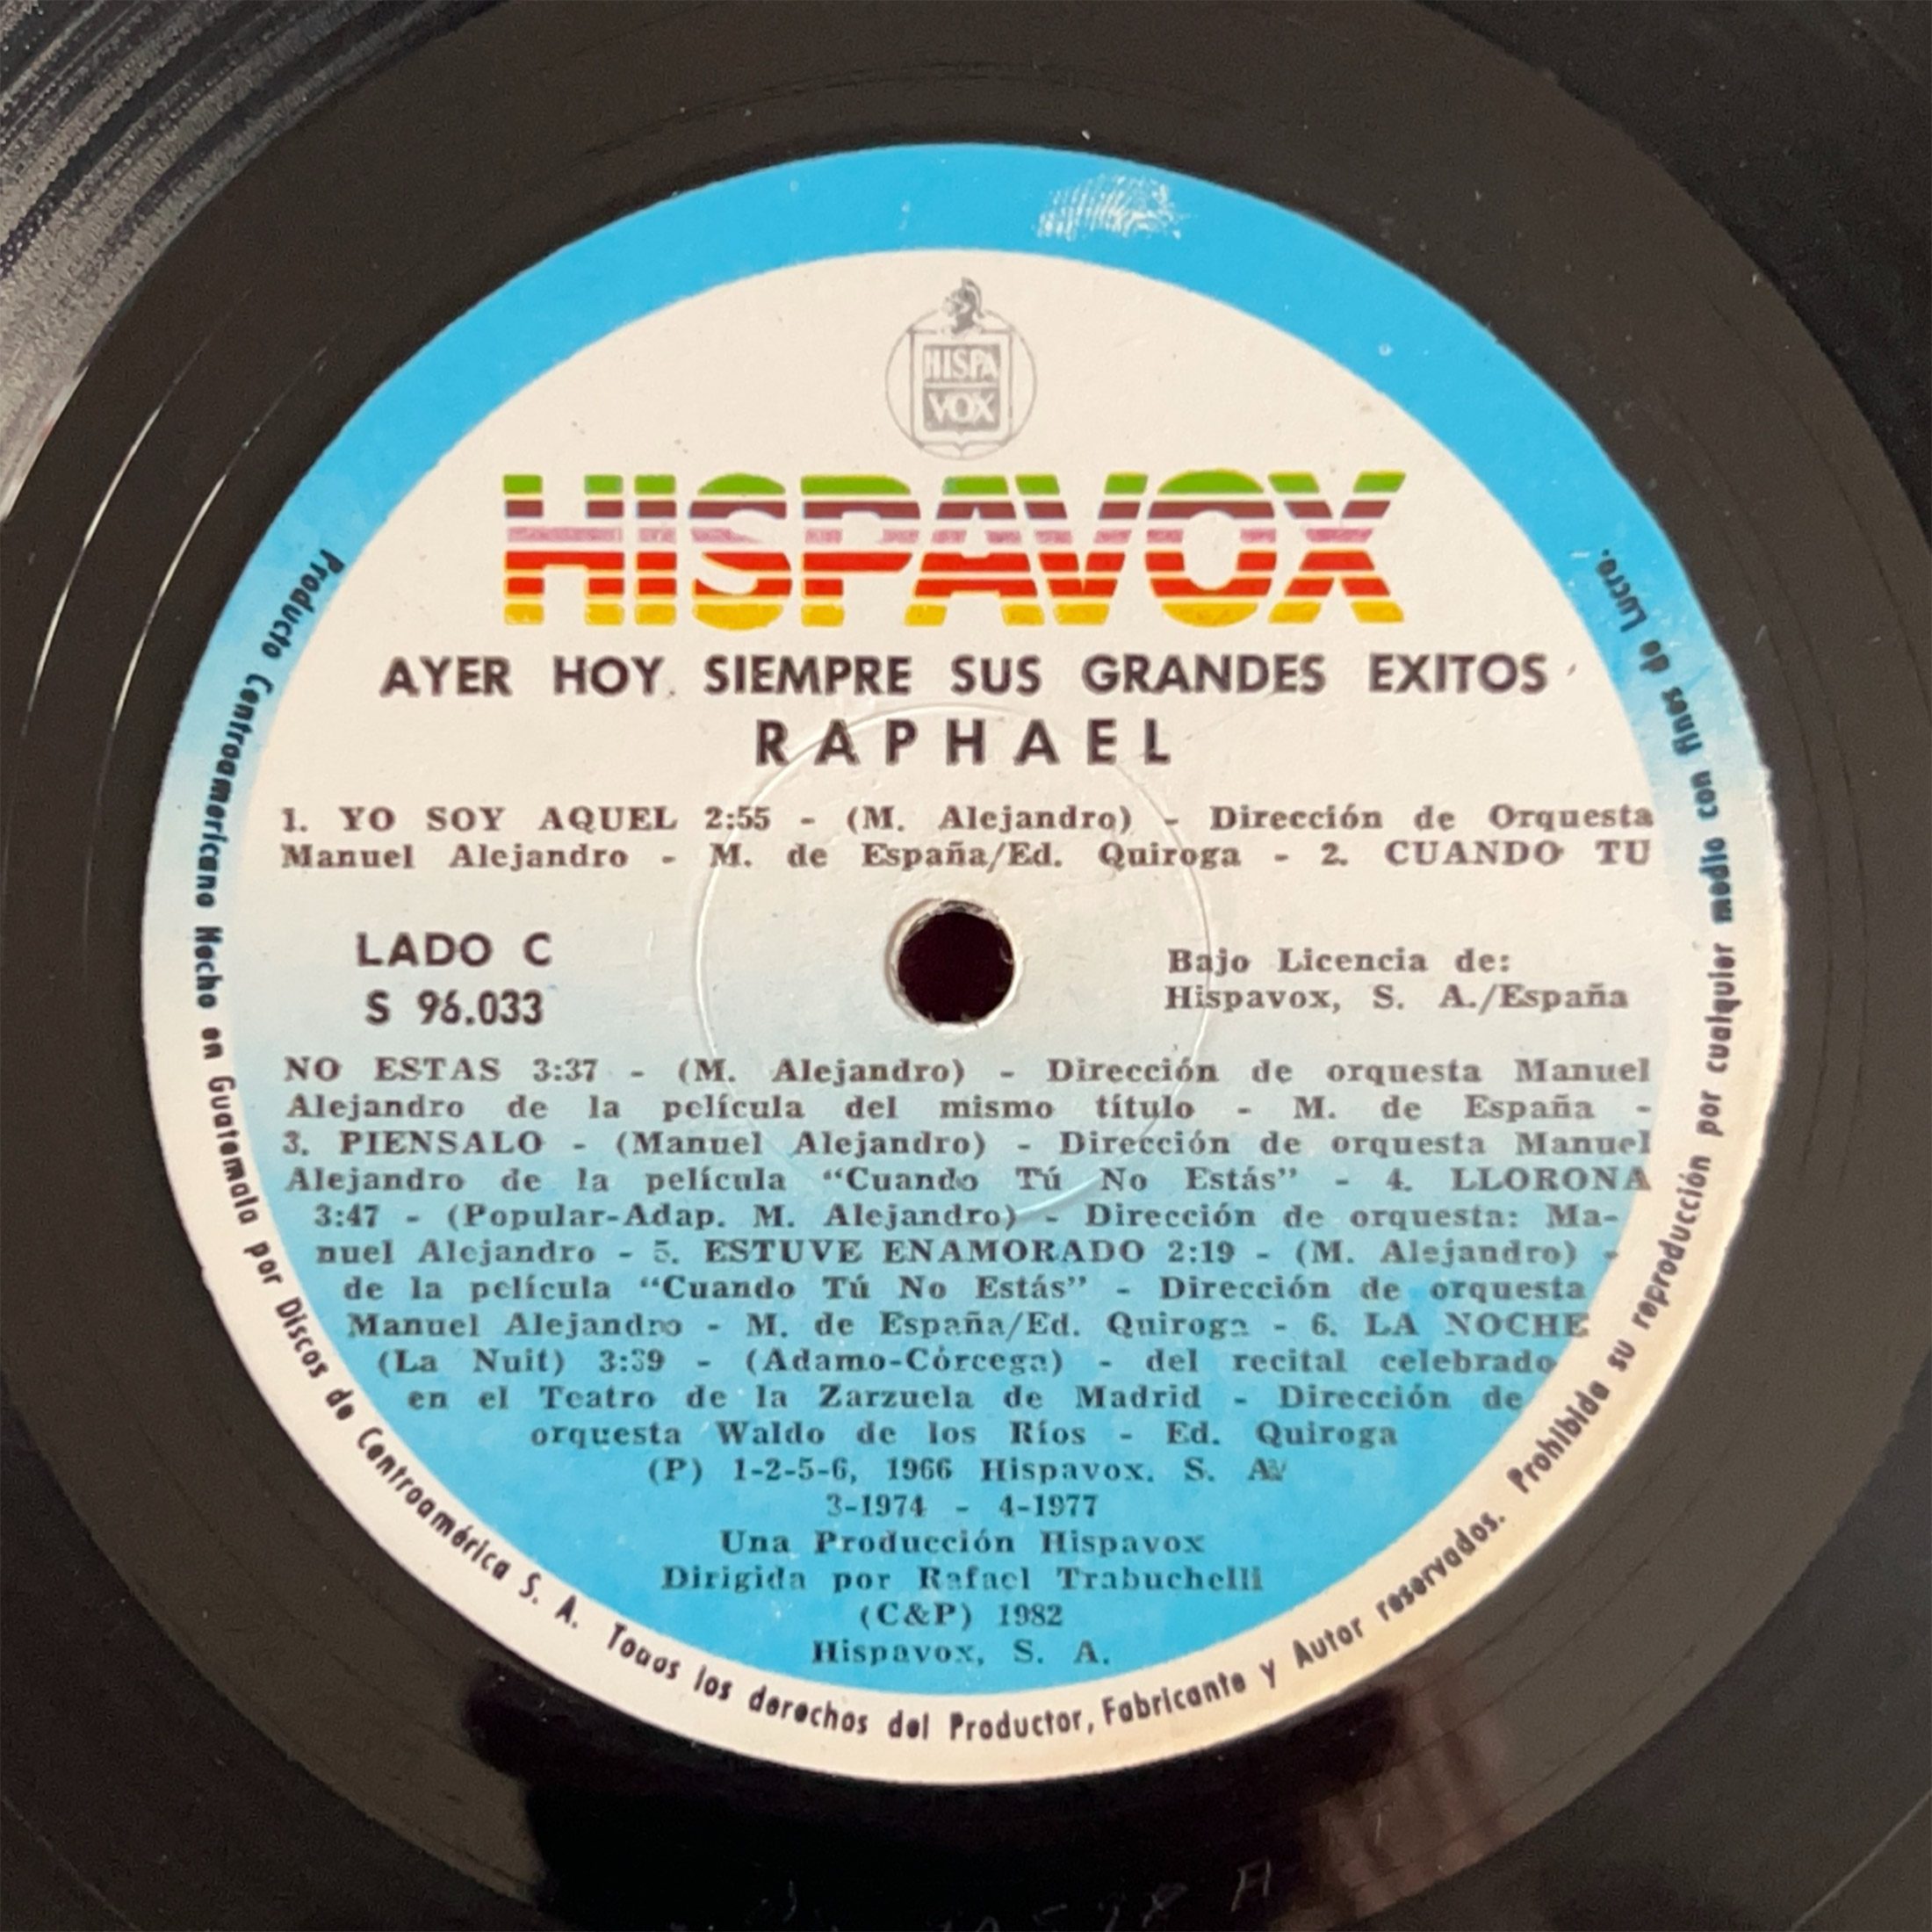 HISPA
VOX
HISPAVOX
AYER HOY SIEMPRE SUS GRANDES EXITOS
RAPHAEL
1. YO SOY AQUEL 2:55 - (M. Alejandro) - Dirección de Orquesta
Manuel Alejandro - M. de España/Ed. Quiroga - 2. CUANDO TU
LADO C
S 96.033
Bajo Licencia de:
Hispavox, S. A./España
NO ESTAS 3:37 - (M. Alejandro) - Dirección de orquesta Manuel
Alejandro de la película del mismo título - M. de España -
3. PIENSALO - (Manuel Alejandro) - Dirección de orquesta Manuel
Alejandro de la película “Cuando Tú No Estás” - 4. LLORONA
3:47 - (Popular-Adap. M. Alejandro) - Dirección de orquesta: Ma-
nuel Alejandro - 5. ESTUVE ENAMORADO 2:19 - (M. Alejandro) -
de la película “Cuando Tú No Estás” - Dirección de orquesta
Manuel Alejandro - M. de España/Ed. Quiroga - 6. LA NOCHE
(La Nuit) 3:39 - (Adamo-Córcega) - del recital celebrado
en el Teatro de la Zarzuela de Madrid - Dirección de
orquesta Waldo de los Ríos - Ed. Quiroga
(P) 1-2-5-6, 1966 Hispavox. S. A
3-1974 - 4-1977
Una Producción Hispavox
Dirigida por Rafael Trabuchelli
(C&P) 1982
Hispavox, S. A.
Producto Centroamericano Hecho en Guatemala por Discos de Centroamérica S. A. Todos los derechos del Productor, Fabricante y Autor reservados. Prohibida su reproducción por cualquier medio con fines de Lucro.